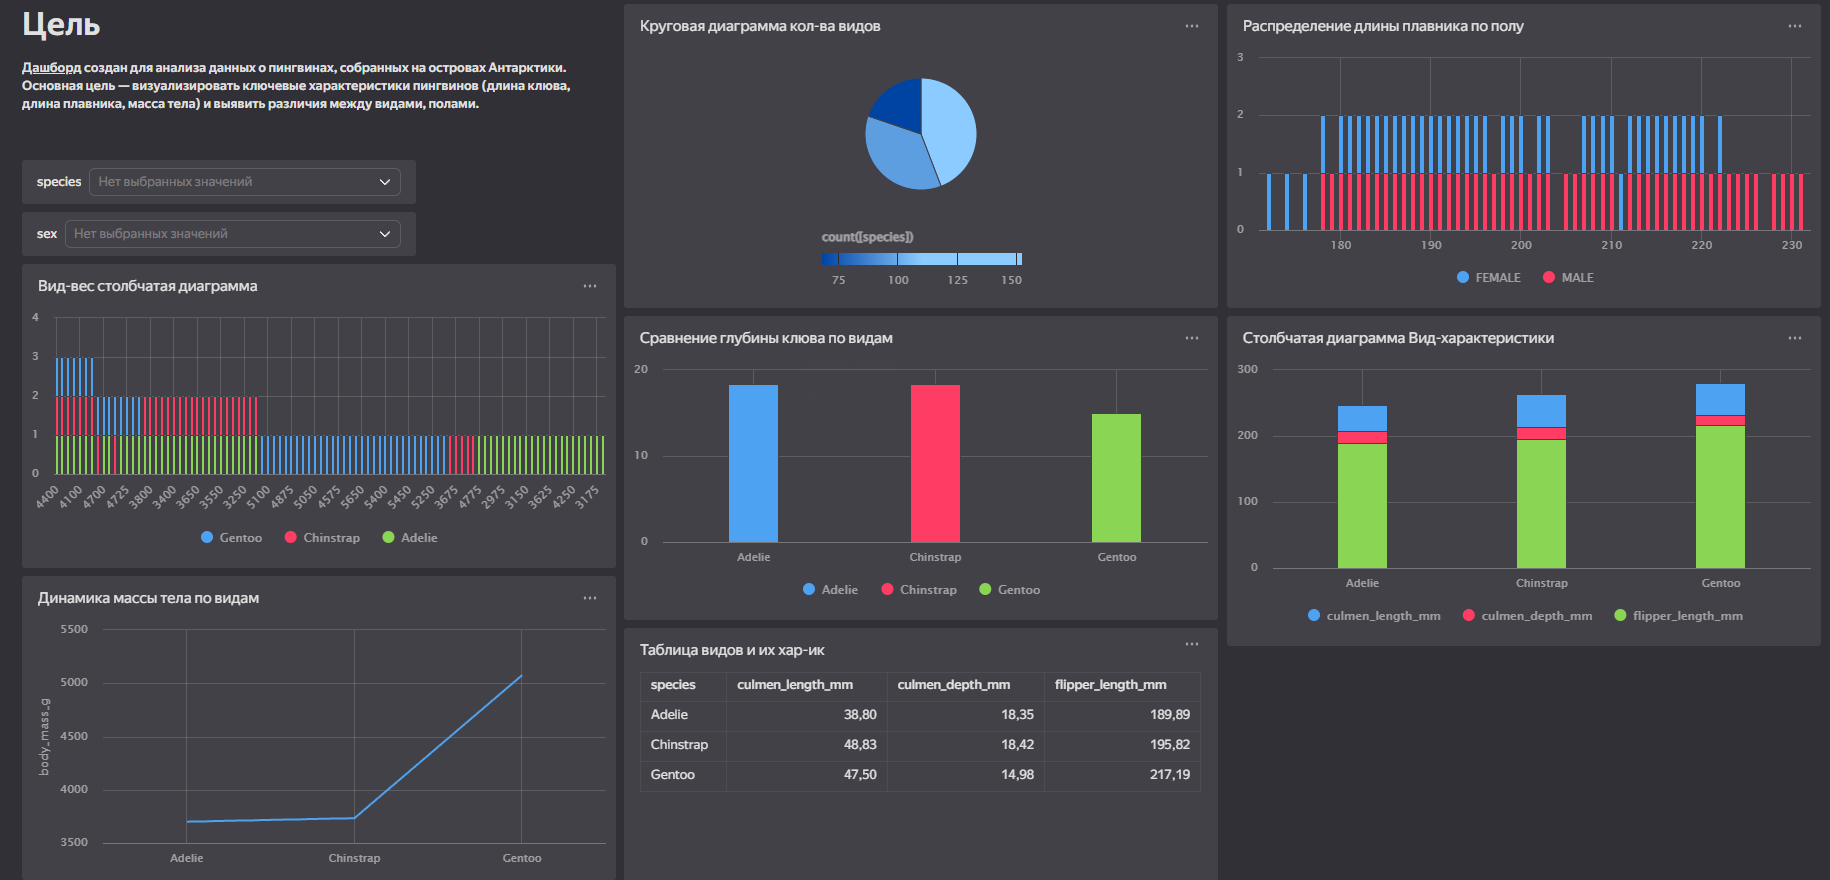 Цель
Дашборд создан для анализа данных о пингвинах, собранных на островах Антарктики.
Основная цель — визуализировать ключевые характеристики пингвинов (длина клюва,
длина плавника, масса тела) и выявить различия между видами, полами.
species Нет выбранных значений
sex Нет выбранных значений
Вид-вес столбчатая диаграмма
4
3
2
1
0
4400 4100 4700 4725 3800 3400 3650 3550 3250 5100 4875 5050 4575 5650 5400 5450 5250 3675 4775 2975 3150 3625 4250 3175
Gentoo Chinstrap Adelie
Динамика массы тела по видам
5500
5000
4500
4000
3500
body_mass_g
Adelie Chinstrap Gentoo
Круговая диаграмма кол-ва видов
count([species])
75 100 125 150
Сравнение глубины клюва по видам
20
10
0
Adelie Chinstrap Gentoo
Adelie Chinstrap Gentoo
Таблица видов и их хар-ик
species culmen_length_mm culmen_depth_mm flipper_length_mm
Adelie 38,80 18,35 189,89
Chinstrap 48,83 18,42 195,82
Gentoo 47,50 14,98 217,19
Распределение длины плавника по полу
3
2
1
0
180 190 200 210 220 230
FEMALE MALE
Столбчатая диаграмма Вид-характеристики
300
200
100
0
Adelie Chinstrap Gentoo
culmen_length_mm culmen_depth_mm flipper_length_mm